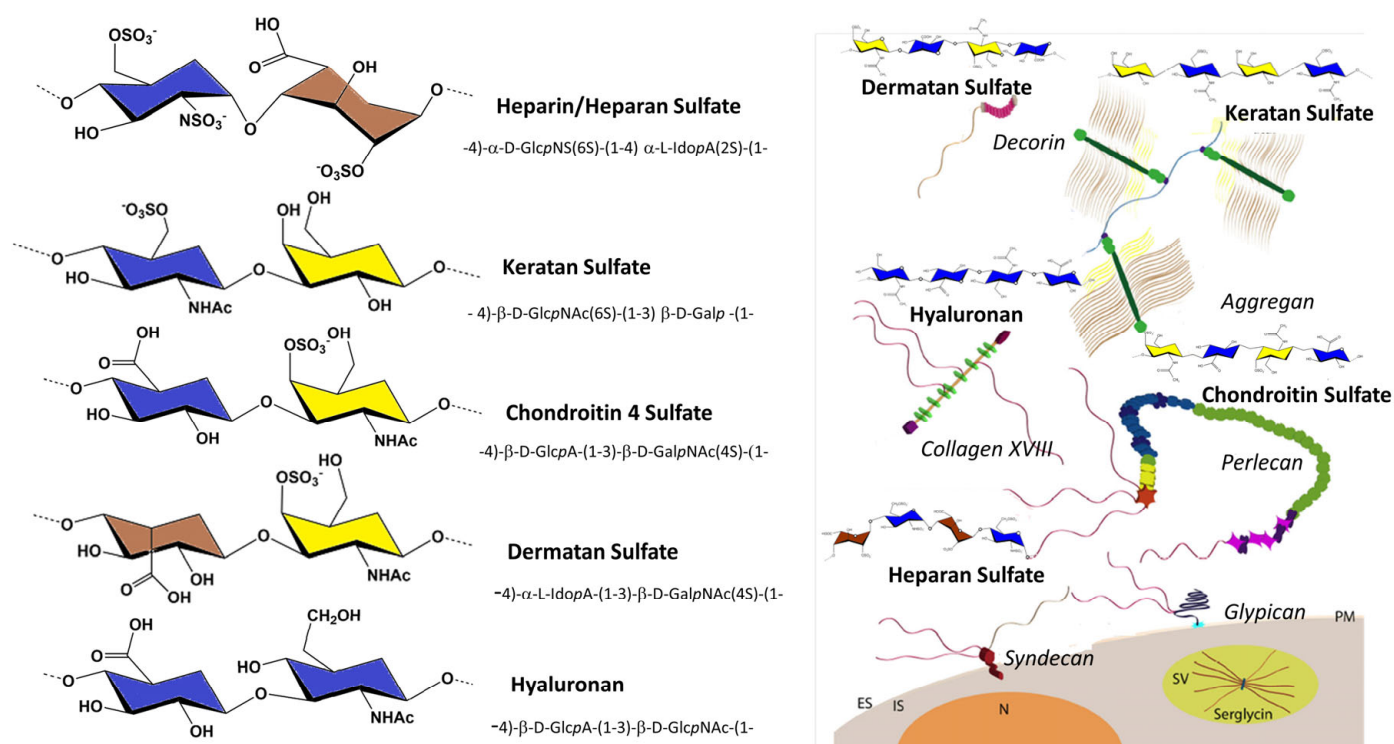 OSO₃⁻
O
HO
NSO₃⁻
O
HO
O
OH
⁻O₃SO
O
Heparin/Heparan Sulfate
-4)-α-D-GlcpNS(6S)-(1-4) α-L-IdopA(2S)-(1-
⁻O₃SO
O
HO
NHAc
O
OH
HO
OH
O
Keratan Sulfate
- 4)-β-D-GlcpNAc(6S)-(1-3) β-D-Galp -(1-
OH
O
O
HO
OH
O
OSO₃⁻
OH
NHAc
O
Chondroitin 4 Sulfate
-4)-β-D-GlcpA-(1-3)-β-D-GalpNAc(4S)-(1-
O
HO
OH
O
OH
O
OSO₃⁻
HO
NHAc
O
Dermatan Sulfate
-4)-α-L-IdopA-(1-3)-β-D-GalpNAc(4S)-(1-
OH
O
O
HO
OH
O
HO
CH₂OH
NHAc
O
Hyaluronan
-4)-β-D-GlcpA-(1-3)-β-D-GlcpNAc-(1-
Dermatan Sulfate
Decorin
Keratan Sulfate
Aggregan
Hyaluronan
Collagen XVIII
Chondroitin Sulfate
Perlecan
Heparan Sulfate
Glypican
PM
Syndecan
SV
Serglycin
ES
IS
N